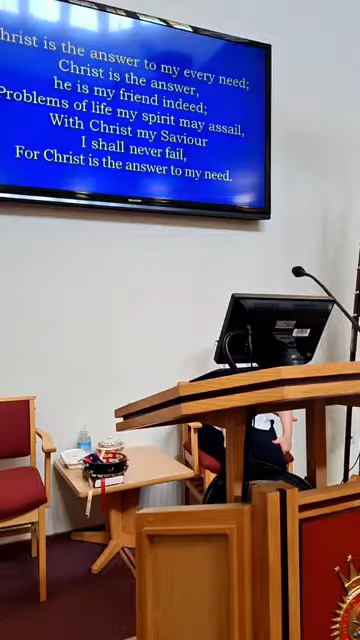 Christ is the answer to my every need;
Christ is the answer,
he is my friend indeed;
Problems of life my spirit may assail,
With Christ my Saviour
I shall never fail,
For Christ is the answer to my need.
SHARP